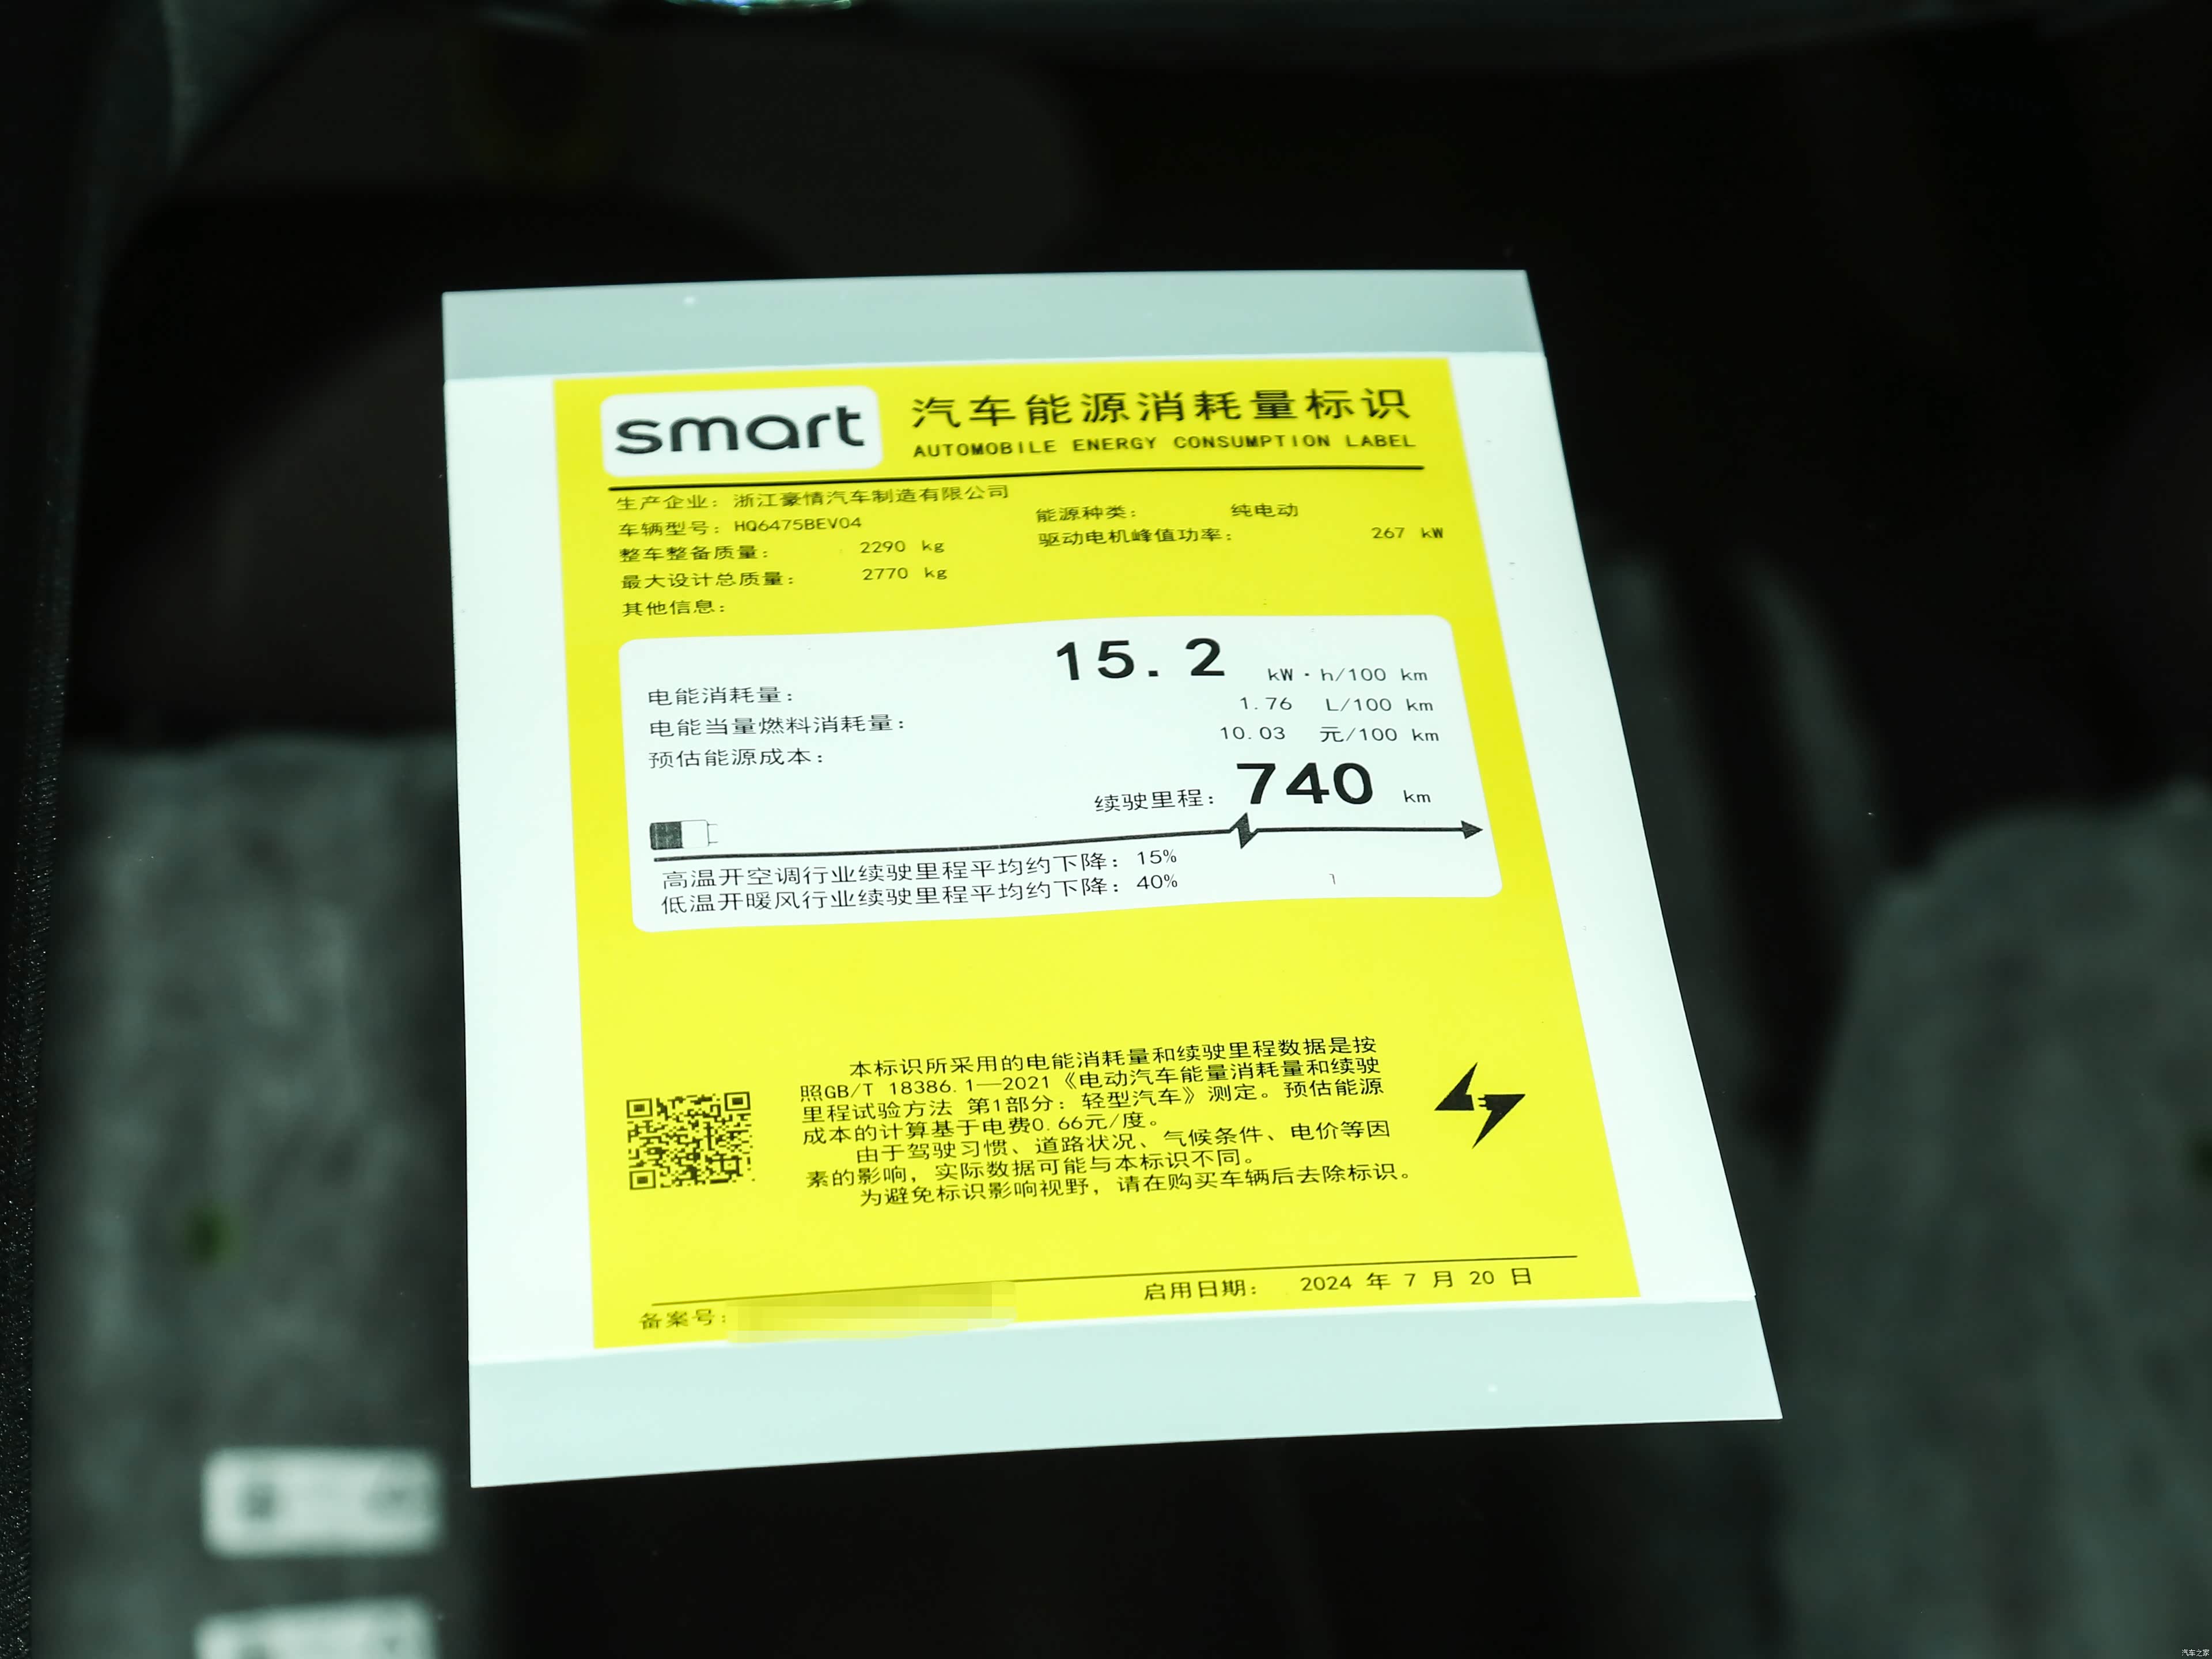 smart
汽车能源消耗量标识
AUTOMOBILE ENERGY CONSUMPTION LABEL
生产企业：浙江豪情汽车制造有限公司
车辆型号：HQ6475BEV04
能源种类： 纯电动
整车整备质量： 2290 kg
驱动电机峰值功率： 267 kW
最大设计总质量： 2770 kg
其他信息：
电能消耗量： 15.2 kW·h/100 km
电能当量燃料消耗量： 1.76 L/100 km
预估能源成本： 10.03 元/100 km
续驶里程： 740 km
高温开空调行业续驶里程平均约下降：15%
低温开暖风行业续驶里程平均约下降：40%
本标识所采用的电能消耗量和续驶里程数据是按
照GB/T 18386.1—2021《电动汽车能量消耗量和续驶
里程试验方法 第1部分：轻型汽车》测定。预估能源
成本的计算基于电费0.66元/度。
由于驾驶习惯、道路状况、气候条件、电价等因
素的影响，实际数据可能与本标识不同。
为避免标识影响视野，请在购买车辆后去除标识。
备案号：
启用日期： 2024 年 7 月 20 日
汽车之家